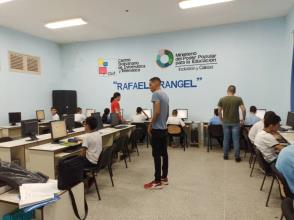 Centro
Bolivariano
de Informática
y Telemática
Ministerio
del Poder Popular
para la Educación
"RAFAEL RANGEL"